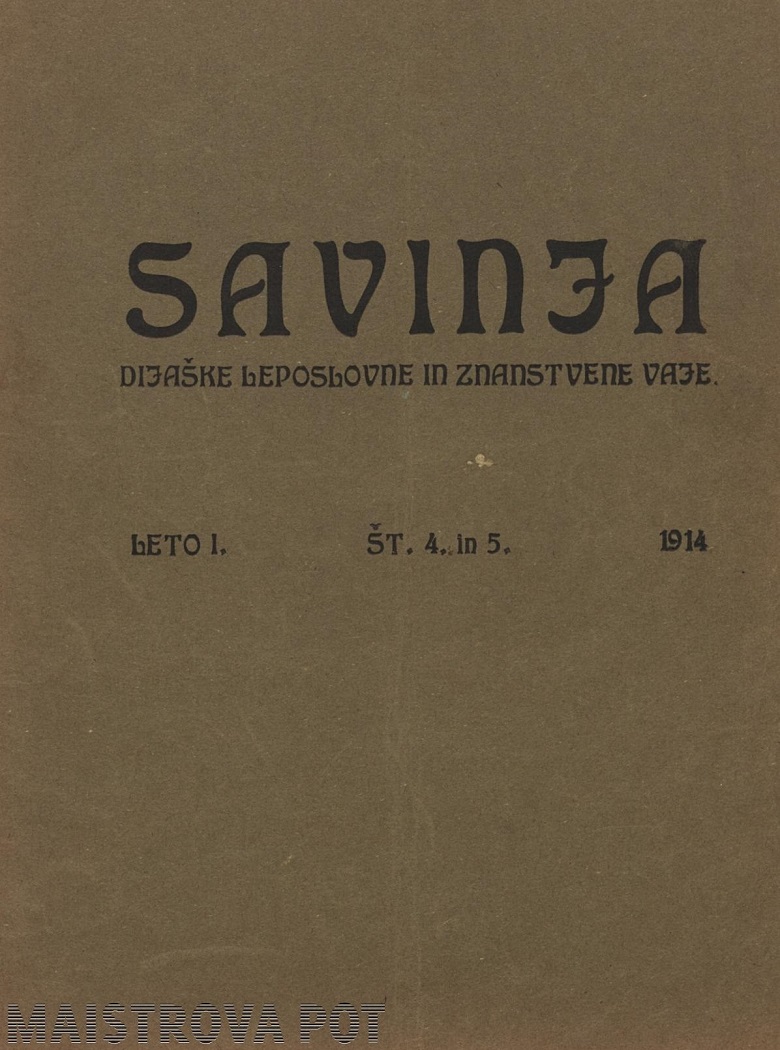 SAVINJA
DIJAŠKE LEPOSLOVNE IN ZNANSTVENE VAJE.
LETO I. ŠT. 4. in 5. 1914
MAISTROVA POT